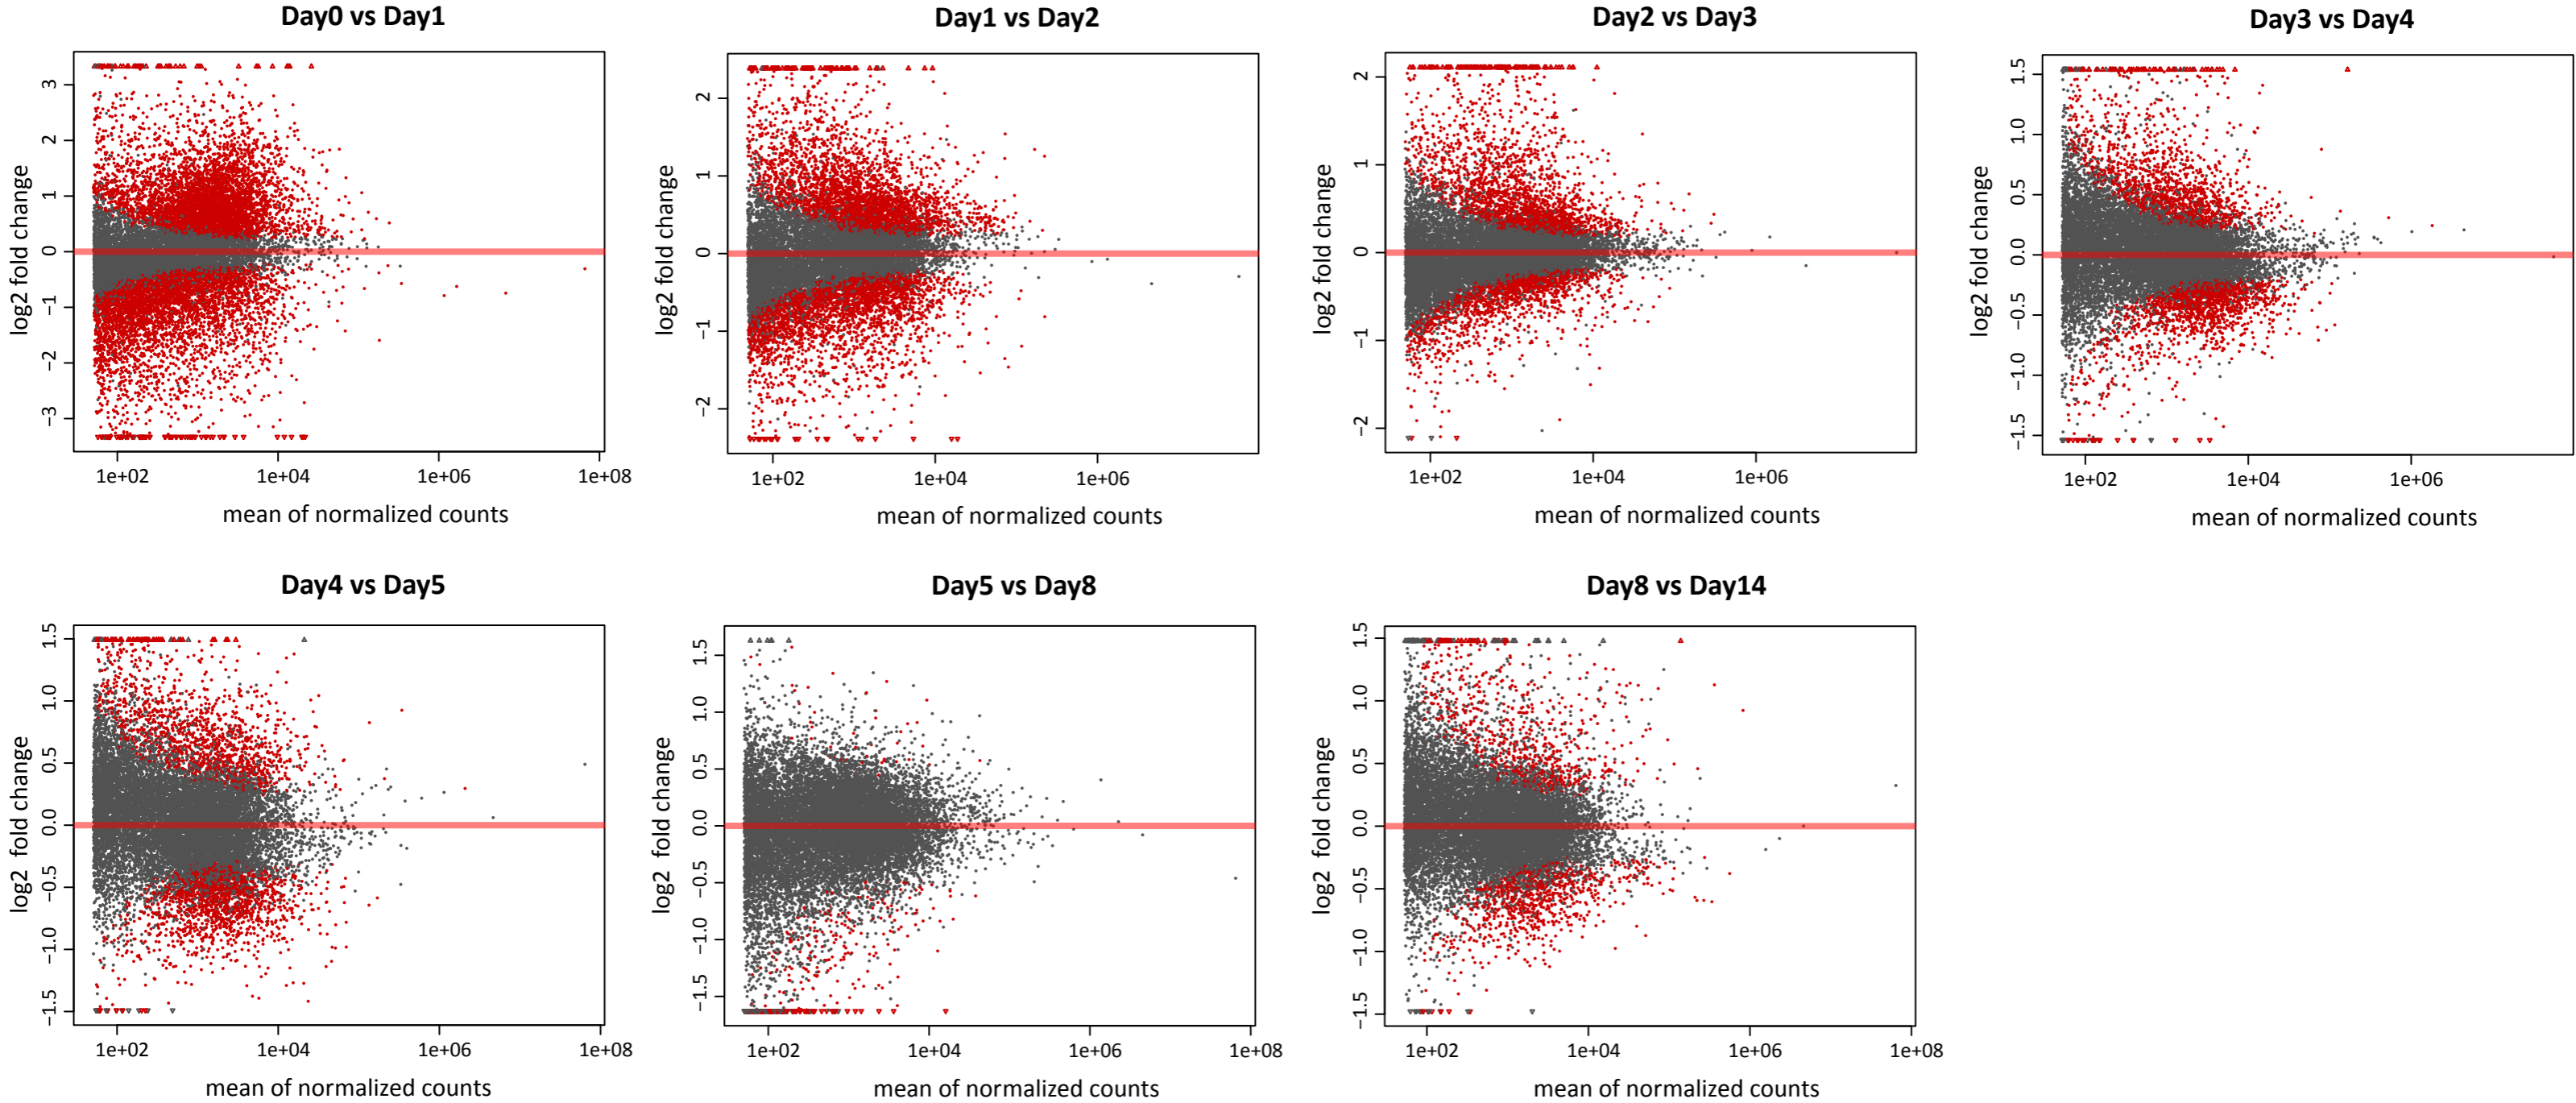 Day0 vs Day1
log2 fold change
3
2
1
0
−1
−2
−3
1e+02 1e+04 1e+06 1e+08
mean of normalized counts
Day1 vs Day2
log2 fold change
2
1
0
−1
−2
1e+02 1e+04 1e+06
mean of normalized counts
Day2 vs Day3
log2 fold change
2
1
0
−1
−2
1e+02 1e+04 1e+06
mean of normalized counts
Day3 vs Day4
log2 fold change
1.5
1.0
0.5
0.0
−0.5
−1.0
−1.5
1e+02 1e+04 1e+06
mean of normalized counts
Day4 vs Day5
log2 fold change
1.5
1.0
0.5
0.0
−0.5
−1.0
−1.5
1e+02 1e+04 1e+06 1e+08
mean of normalized counts
Day5 vs Day8
log2 fold change
1.5
1.0
0.5
0.0
−0.5
−1.0
−1.5
1e+02 1e+04 1e+06 1e+08
mean of normalized counts
Day8 vs Day14
log2 fold change
1.5
1.0
0.5
0.0
−0.5
−1.0
−1.5
1e+02 1e+04 1e+06 1e+08
mean of normalized counts